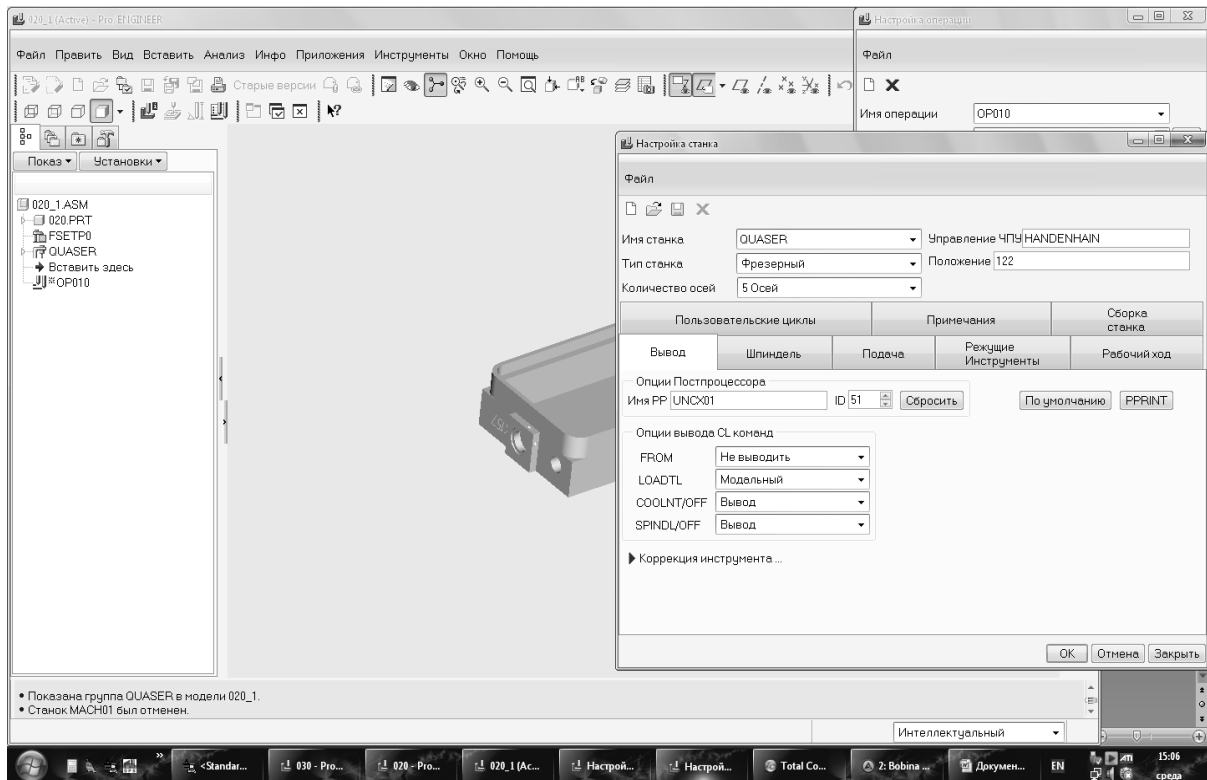 020_1 (Active) - Pro/ENGINEER
Файл Править Вид Вставить Анализ Инфо Приложения Инструменты Окно Помощь
Старые версии
Показ Установки
020_1.ASM
020.PRT
FSETP0
QUASER
Вставить здесь
※OP010
Настройка операции
Файл
Имя операции OP010
Настройка станка
Файл
Имя станка QUASER Управление ЧПУ HANDENHAIN
Тип станка Фрезерный Положение 122
Количество осей 5 Осей
Пользовательские циклы Примечания Сборка станка
Вывод Шпиндель Подача Режущие Инструменты Рабочий ход
Опции Постпроцессора
Имя PP UNCX01 ID 51 Сбросить По умолчанию PPRINT
Опции вывода CL команд
FROM Не выводить
LOADTL Модальный
COOLNT/OFF Вывод
SPINDL/OFF Вывод
Коррекция инструмента ...
OK Отмена Закрыть
• Показана группа QUASER в модели 020_1.
• Станок MACH01 был отменен.
Интеллектуальный
<Standar... 030 - Pro... 020 - Pro... 020_1 (Ac... Настрой... Настрой... Total Co... 2: Bobina ... Докумен... EN 15:06
среда